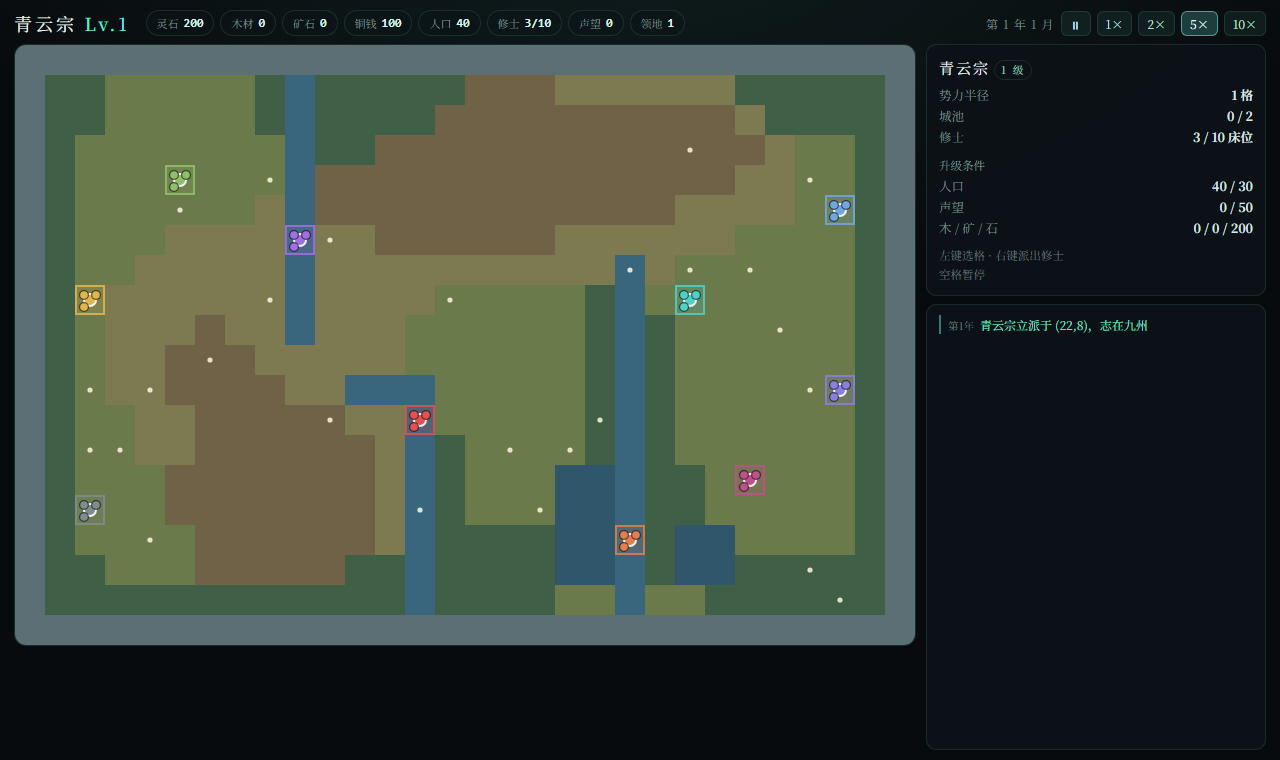 青云宗 Lv.1 灵石 200 木材 0 矿石 0 铜钱 100 人口 40 修士 3/10 声望 0 领地 1 第 1 年 1 月 ⏸ 1× 2× 5× 10×
青云宗 1 级
势力半径 1 格
城池 0 / 2
修士 3 / 10 床位
升级条件
人口 40 / 30
声望 0 / 50
木 / 矿 / 石 0 / 0 / 200
左键选格 · 右键派出修士
空格暂停
第1年 青云宗立派于 (22,8)，志在九州